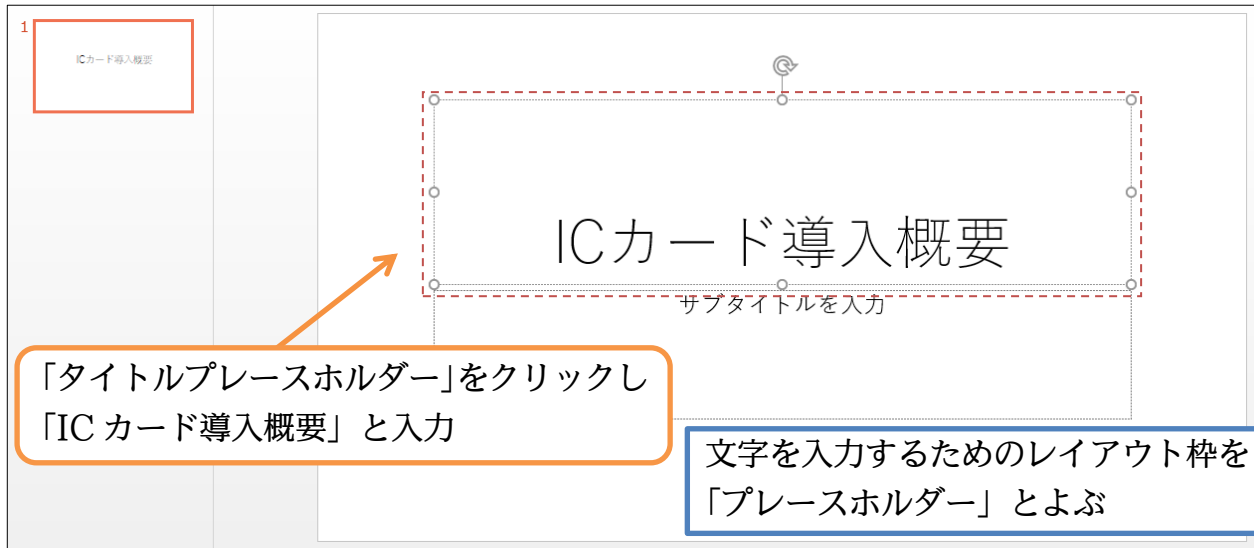 1
ICカード導入概要
ICカード導入概要
サブタイトルを入力
「タイトルプレースホルダー」をクリックし
「IC カード導入概要」と入力
文字を入力するためのレイアウト枠を
「プレースホルダー」とよぶ